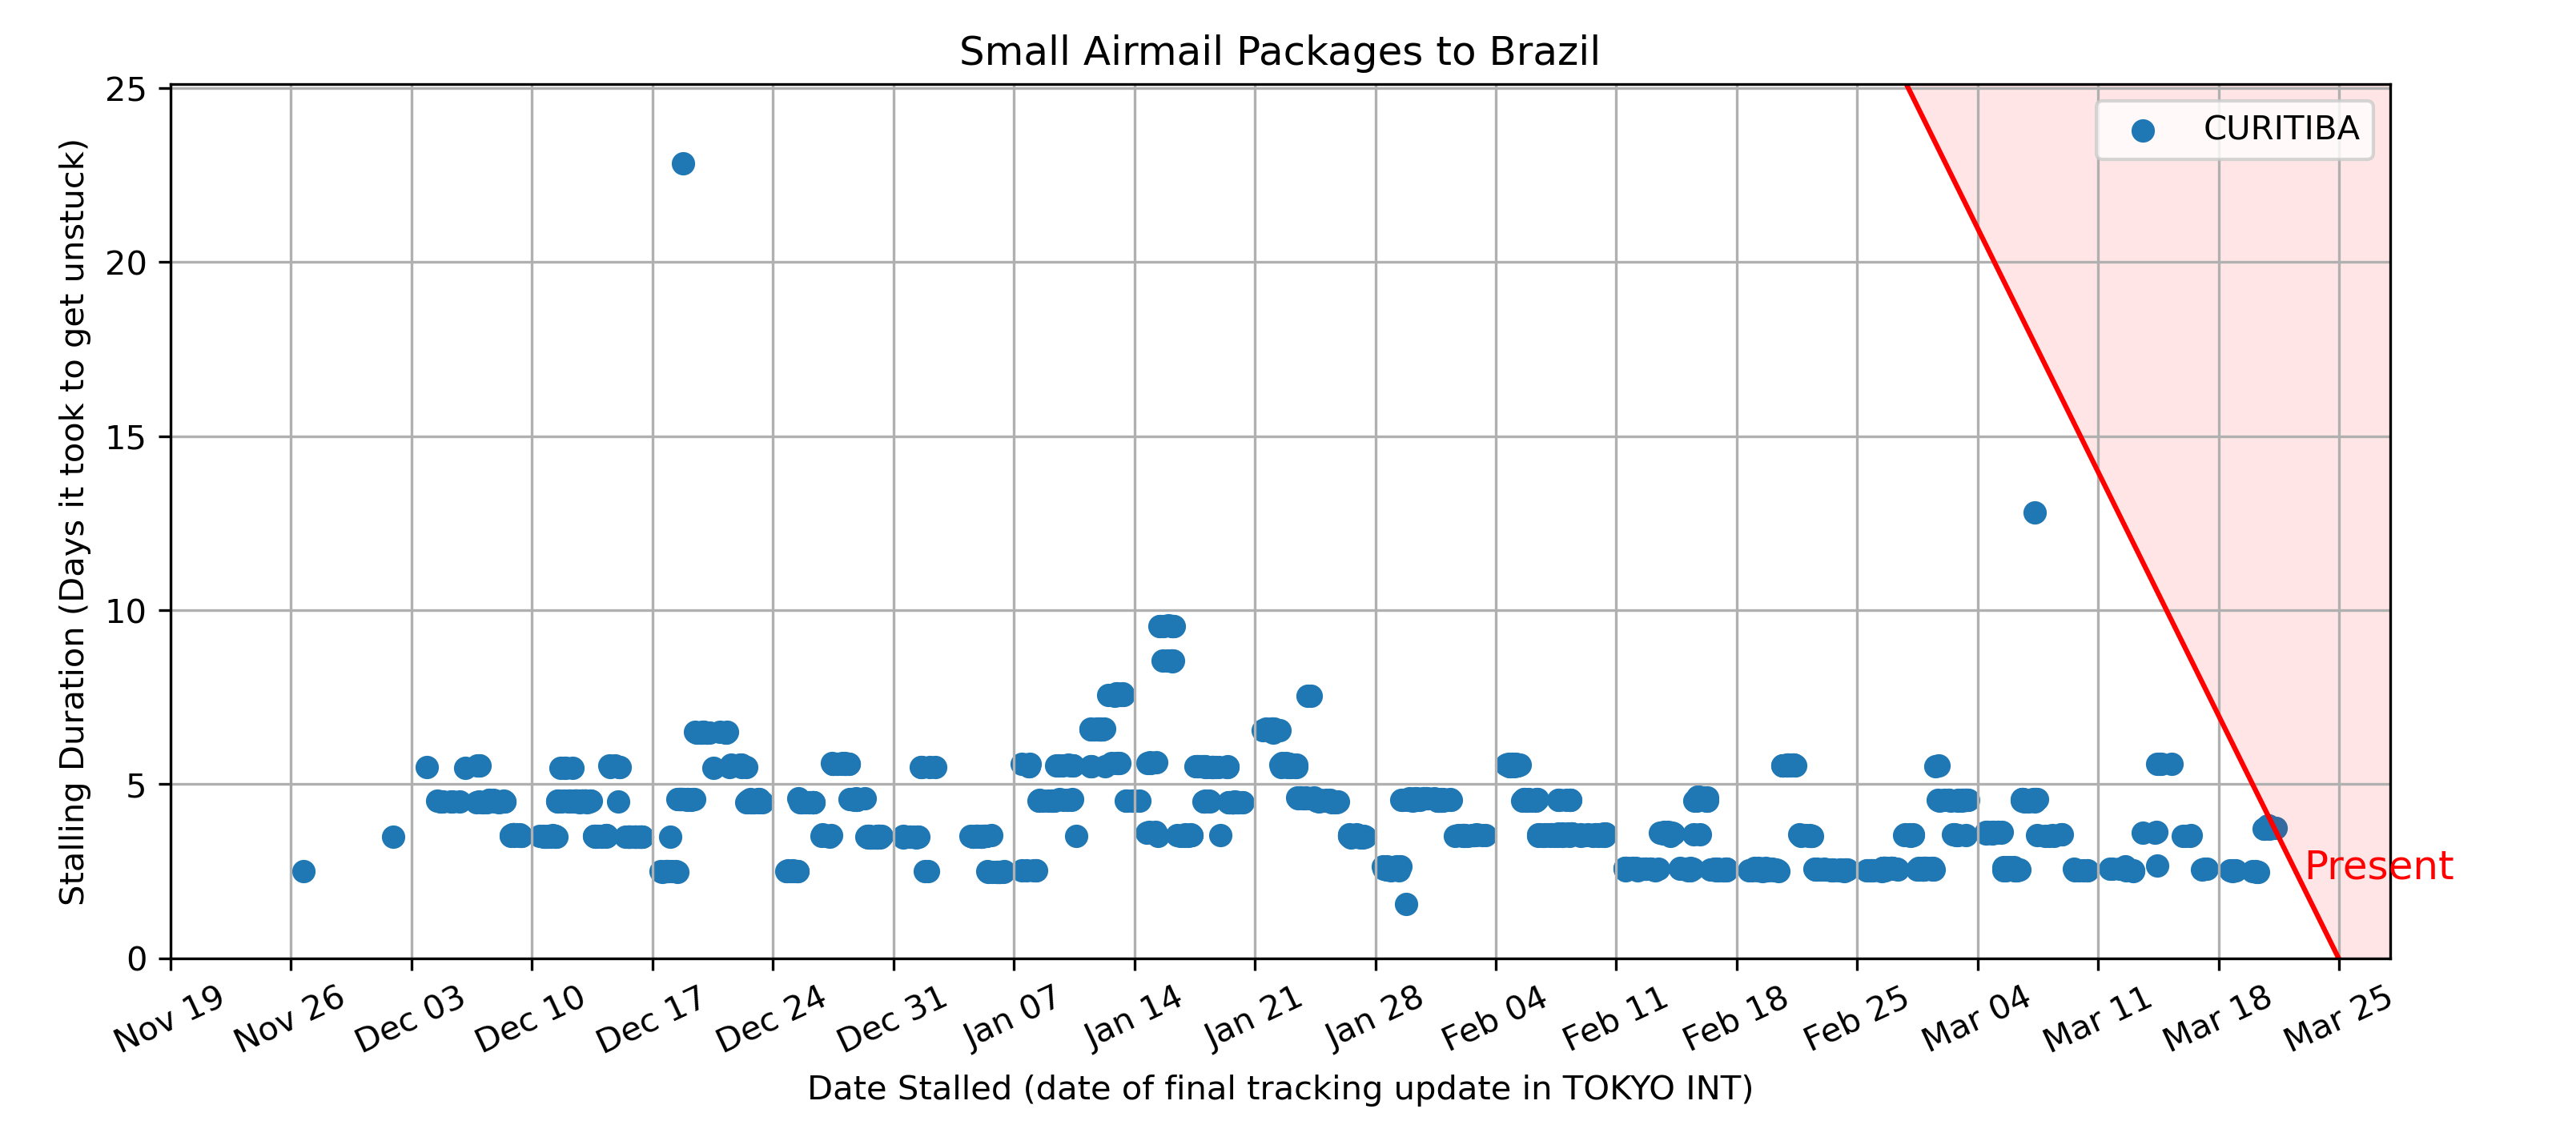 Small Airmail Packages to Brazil
Stalling Duration (Days it took to get unstuck)
25
20
15
10
5
0
CURITIBA
Present
Nov 19
Nov 26
Dec 03
Dec 10
Dec 17
Dec 24
Dec 31
Jan 07
Jan 14
Jan 21
Jan 28
Feb 04
Feb 11
Feb 18
Feb 25
Mar 04
Mar 11
Mar 18
Mar 25
Date Stalled (date of final tracking update in TOKYO INT)